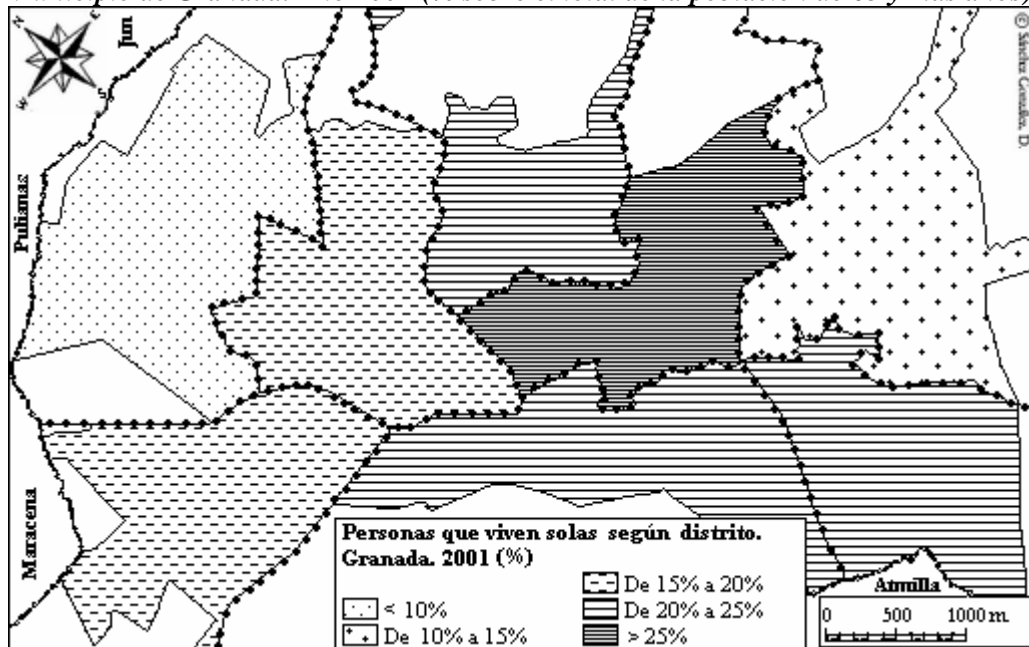 N
E
S
W
Jun
© Sánchez González, D.
Pulianas
Maracena
Personas que viven solas según distrito.
Granada. 2001 (%)
< 10%
De 10% a 15%
De 15% a 20%
De 20% a 25%
> 25%
Atmilla
0 500 1000 m.